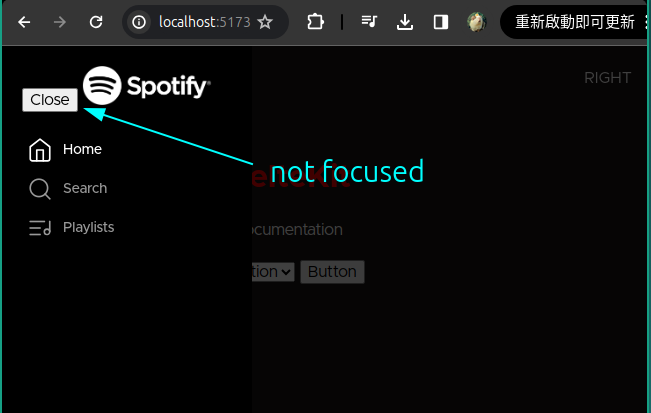 localhost:5173
重新啟動即可更新
Spotify
RIGHT
Close
Home
not focused
Search
Playlists
ocumentation
tion
Button